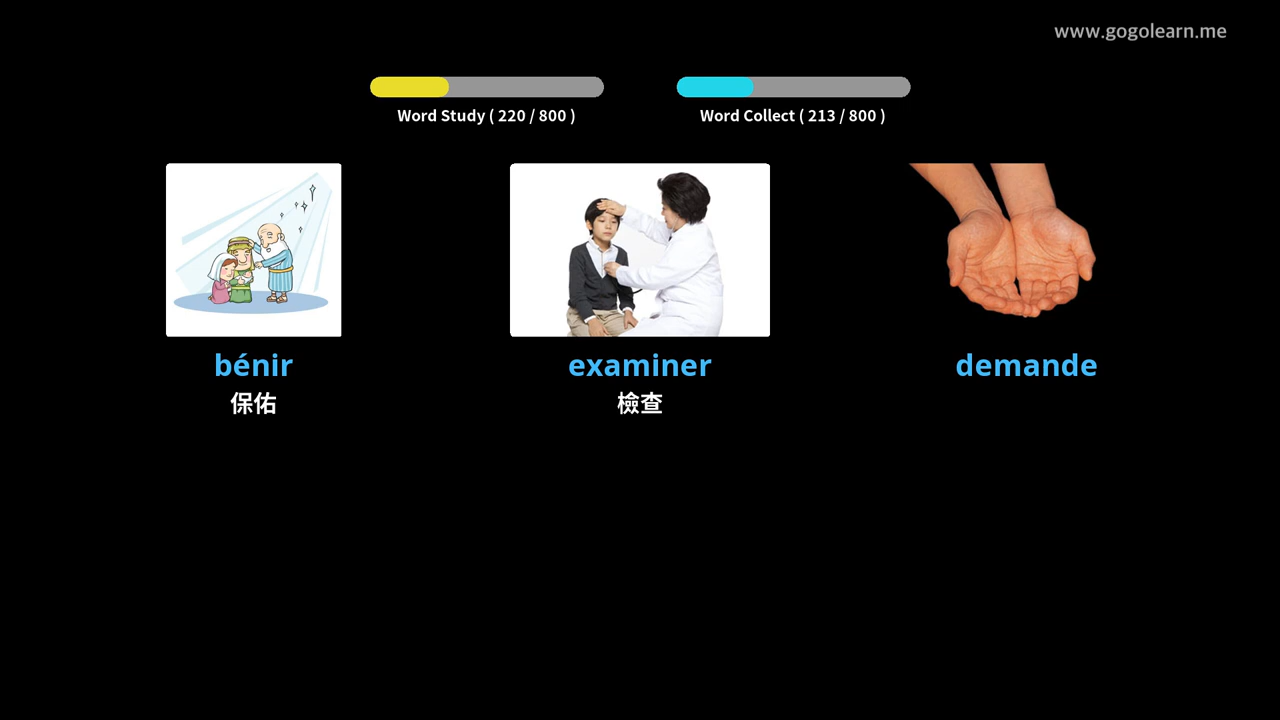 www.gogolearn.me
Word Study ( 220 / 800 )
Word Collect ( 213 / 800 )
bénir
examiner
demande
保佑
檢查